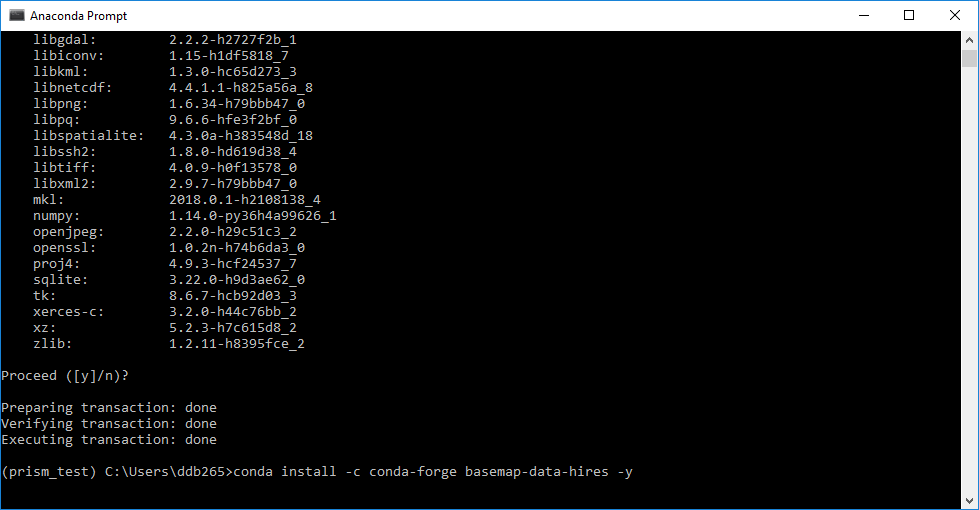 Anaconda Prompt
libgdal: 2.2.2-h2727f2b_1
libiconv: 1.15-h1df5818_7
libkml: 1.3.0-hc65d273_3
libnetcdf: 4.4.1.1-h825a56a_8
libpng: 1.6.34-h79bbb47_0
libpq: 9.6.6-hfe3f2bf_0
libspatialite: 4.3.0a-h383548d_18
libssh2: 1.8.0-hd619d38_4
libtiff: 4.0.9-h0f13578_0
libxml2: 2.9.7-h79bbb47_0
mkl: 2018.0.1-h2108138_4
numpy: 1.14.0-py36h4a99626_1
openjpeg: 2.2.0-h29c51c3_2
openssl: 1.0.2n-h74b6da3_0
proj4: 4.9.3-hcf24537_7
sqlite: 3.22.0-h9d3ae62_0
tk: 8.6.7-hcb92d03_3
xerces-c: 3.2.0-h44c76bb_2
xz: 5.2.3-h7c615d8_2
zlib: 1.2.11-h8395fce_2
Proceed ([y]/n)?
Preparing transaction: done
Verifying transaction: done
Executing transaction: done
(prism_test) C:\Users\ddb265>conda install -c conda-forge basemap-data-hires -y